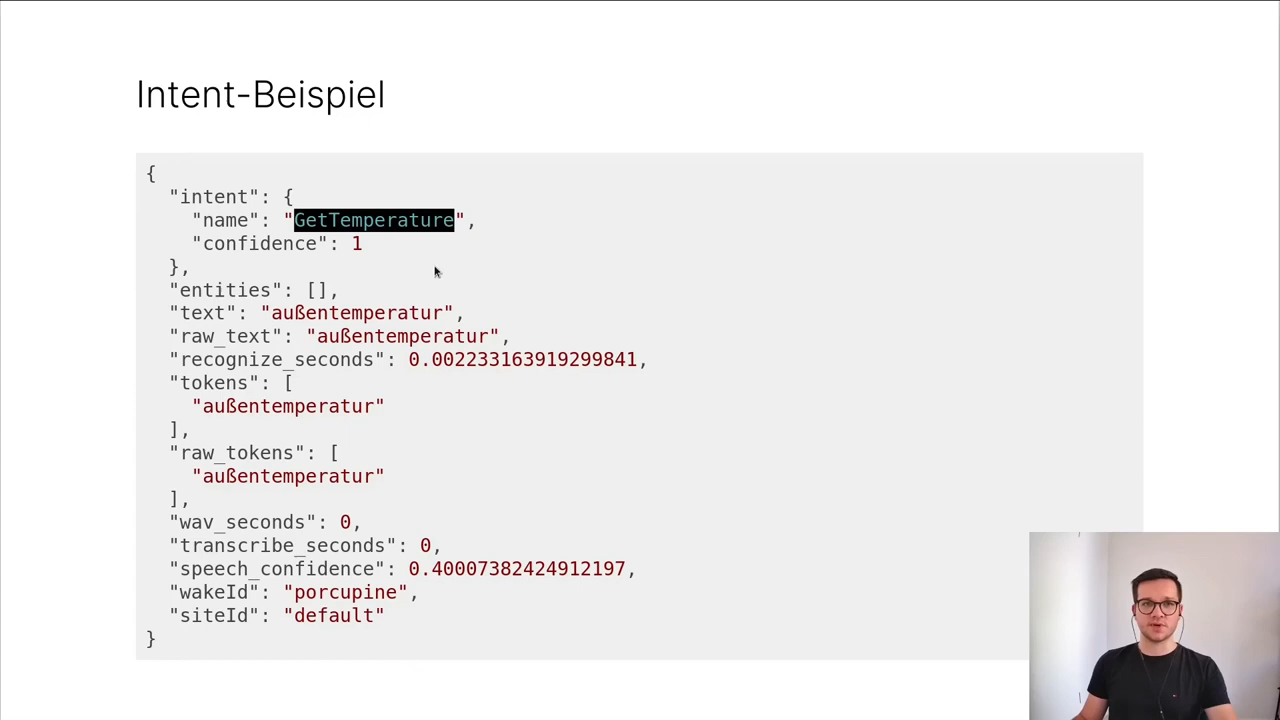 Intent-Beispiel
{
"intent": {
"name": "GetTemperature",
"confidence": 1
},
"entities": [],
"text": "außentemperatur",
"raw_text": "außentemperatur",
"recognize_seconds": 0.002233163919299841,
"tokens": [
"außentemperatur"
],
"raw_tokens": [
"außentemperatur"
],
"wav_seconds": 0,
"transcribe_seconds": 0,
"speech_confidence": 0.40007382424912197,
"wakeId": "porcupine",
"siteId": "default"
}